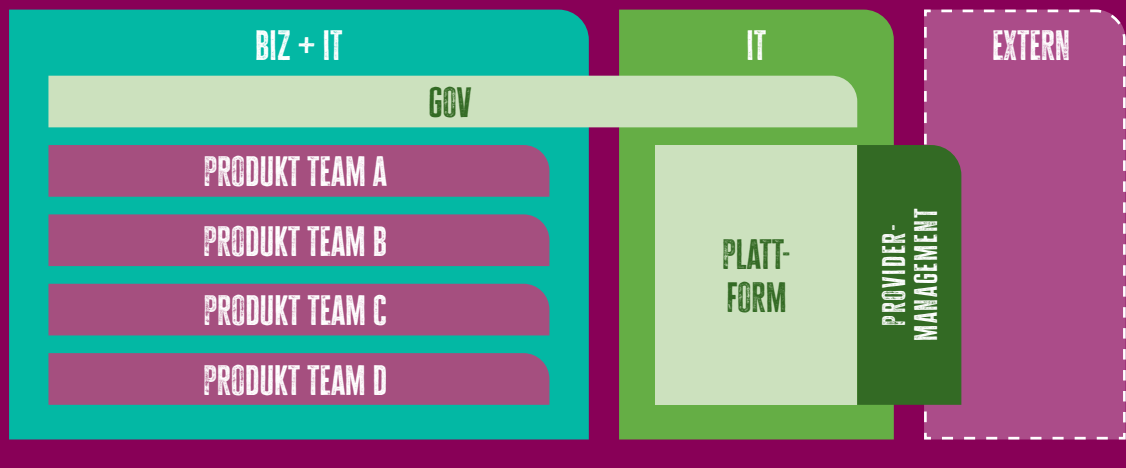 BIZ + IT
IT
EXTERN
GOV
PRODUKT TEAM A
PRODUKT TEAM B
PRODUKT TEAM C
PRODUKT TEAM D
PLATT-
FORM
PROVIDER-
MANAGEMENT